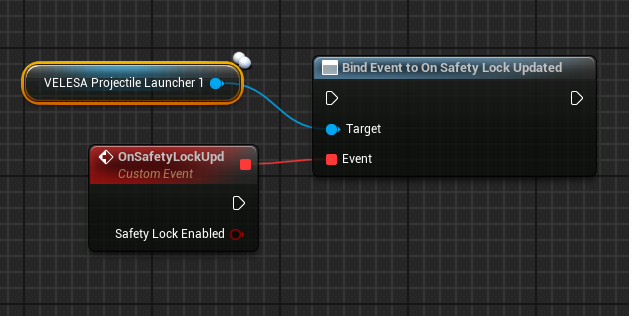 VELESA Projectile Launcher 1
Bind Event to On Safety Lock Updated
Target
Event
OnSafetyLockUpd
Custom Event
Safety Lock Enabled